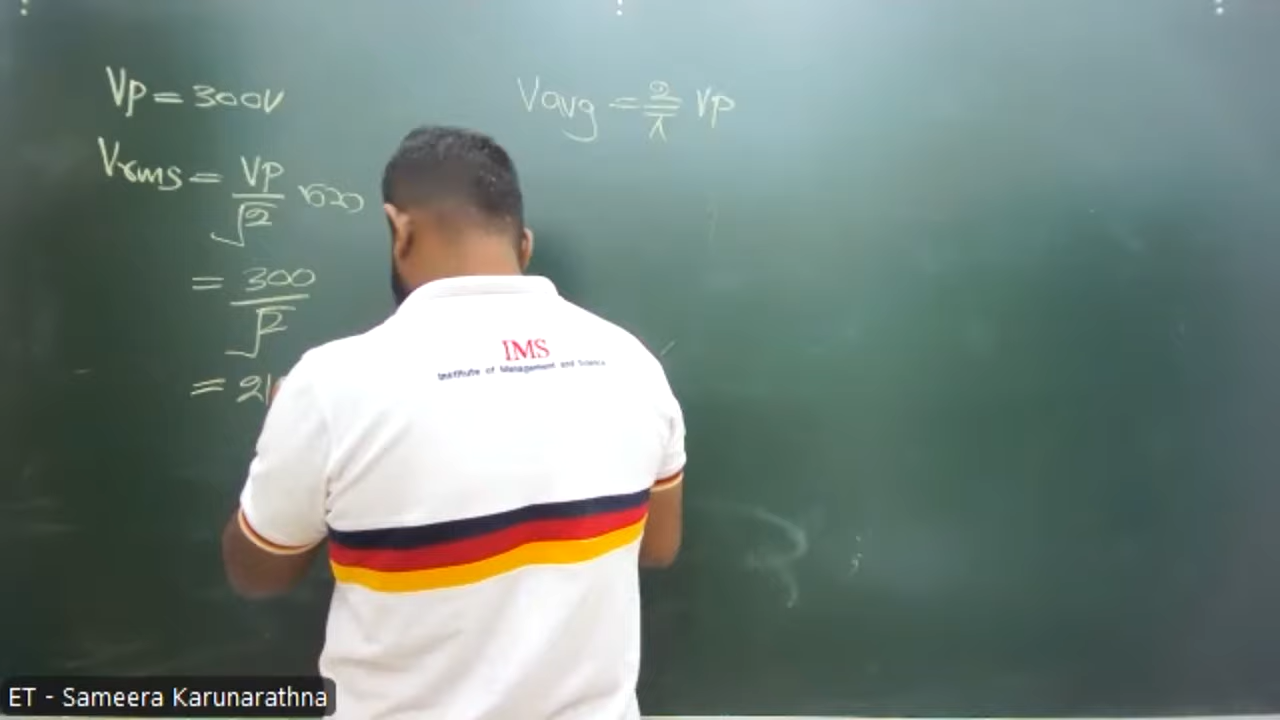 Vp = 300V
Vrms = Vp/√2
= 300/√2
= 21
Vavg = 2/π Vp
IMS
Institute of Management and Science
ET - Sameera Karunarathna